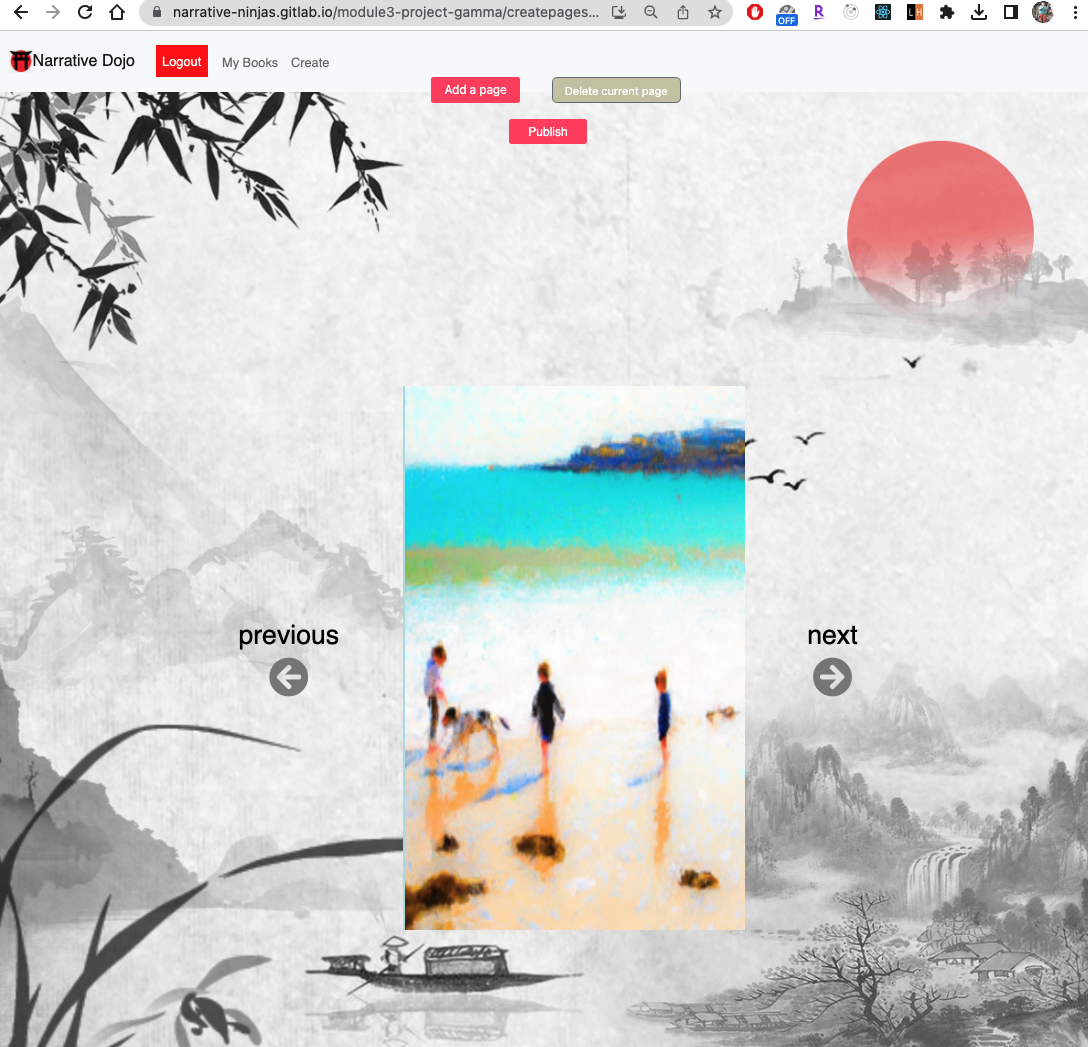 narrative-ninjas.gitlab.io/module3-project-gamma/createpages...
OFF
R
LH
Narrative Dojo
Logout
My Books
Create
Add a page
Delete current page
Publish
previous
next